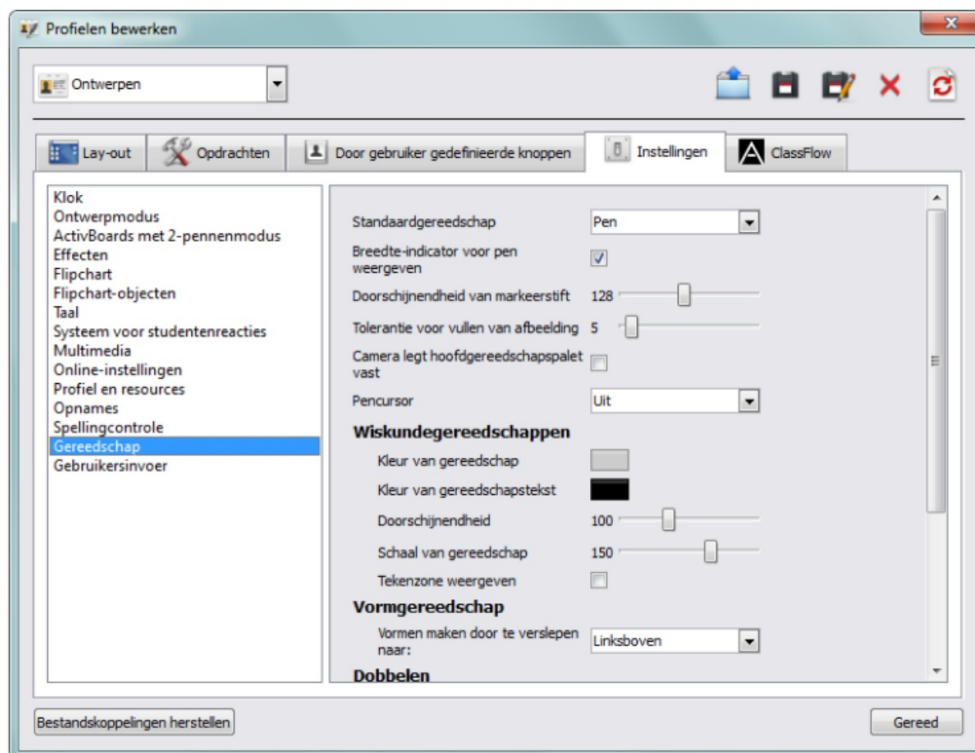 Profielen bewerken
Ontwerpen
Lay-out
Opdrachten
Door gebruiker gedefinieerde knoppen
Instellingen
ClassFlow
Klok
Ontwerpmodus
ActivBoards met 2-pennenmodus
Effecten
Flipchart
Flipchart-objecten
Taal
Systeem voor studentenreacties
Multimedia
Online-instellingen
Profiel en resources
Opnames
Spellingcontrole
Gereedschap
Gebruikersinvoer
Standaardgereedschap Pen
Breedte-indicator voor pen
weergeven
Doorschijnendheid van markeerstift 128
Tolerantie voor vullen van afbeelding 5
Camera legt hoofdgereedschapspalet
vast
Pencursor Uit
Wiskundegereedschappen
Kleur van gereedschap
Kleur van gereedschapstekst
Doorschijnendheid 100
Schaal van gereedschap 150
Tekenzone weergeven
Vormgereedschap
Vormen maken door te verslepen
naar: Linksboven
Dobbelen
Bestandskoppelingen herstellen
Gereed